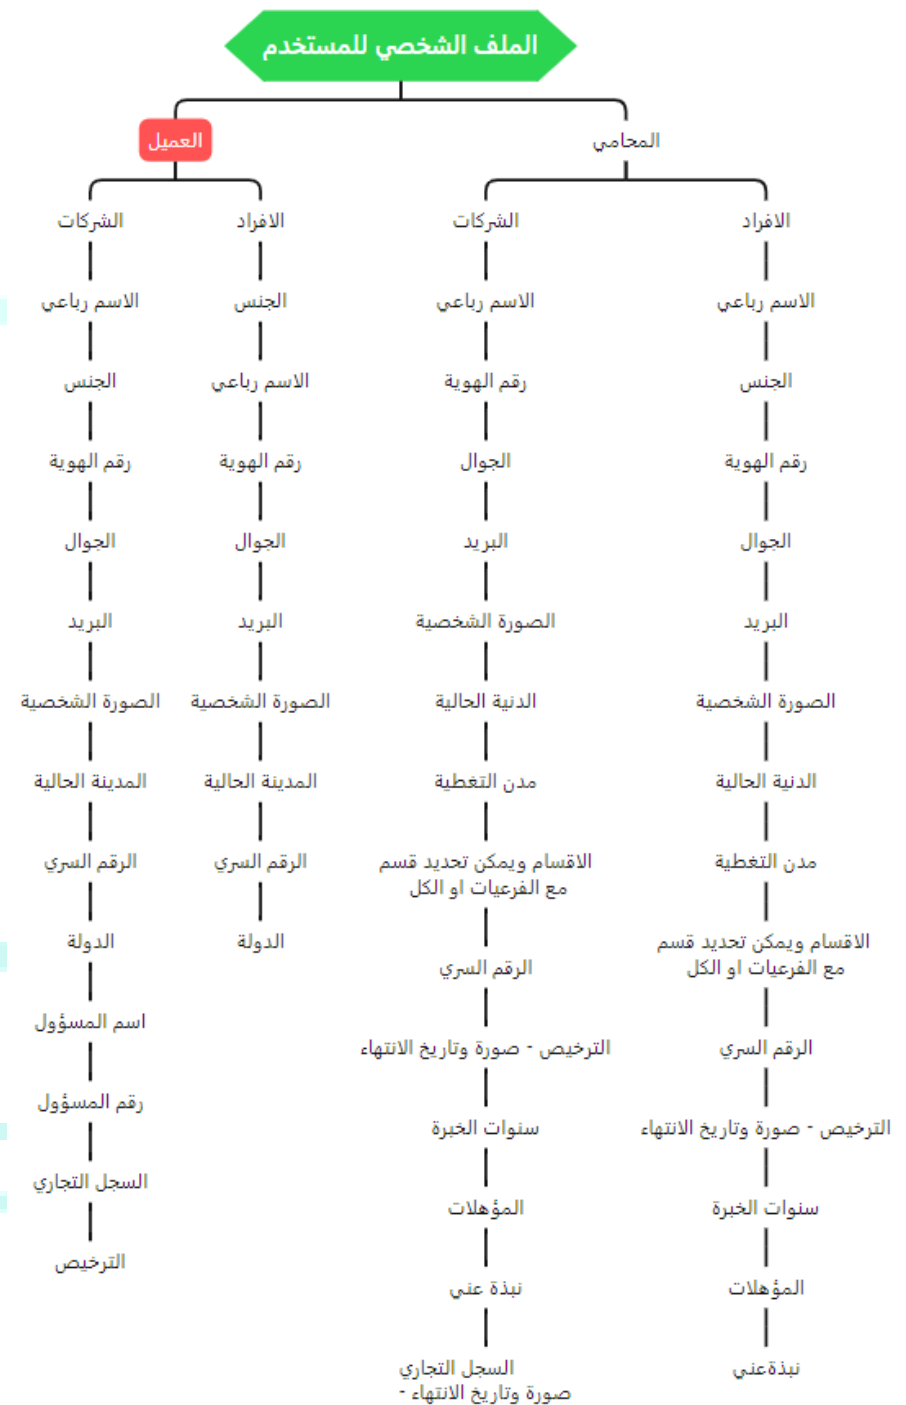 الملف الشخصي للمستخدم
المحامي
العميل
الافراد
الاسم رباعي
الجنس
رقم الهوية
الجوال
البريد
الصورة الشخصية
الدنية الحالية
مدن التغطية
الاقسام ويمكن تحديد قسم
مع الفرعيات او الكل
الرقم السري
الترخيص - صورة وتاريخ الانتهاء
سنوات الخبرة
المؤهلات
نبذةعني
الشركات
الاسم رباعي
رقم الهوية
الجوال
البريد
الصورة الشخصية
الدنية الحالية
مدن التغطية
الاقسام ويمكن تحديد قسم
مع الفرعيات او الكل
الرقم السري
الترخيص - صورة وتاريخ الانتهاء
سنوات الخبرة
المؤهلات
نبذة عني
السجل التجاري
صورة وتاريخ الانتهاء -
الافراد
الجنس
الاسم رباعي
رقم الهوية
الجوال
البريد
الصورة الشخصية
المدينة الحالية
الرقم السري
الدولة
الشركات
الاسم رباعي
الجنس
رقم الهوية
الجوال
البريد
الصورة الشخصية
المدينة الحالية
الرقم السري
الدولة
اسم المسؤول
رقم المسؤول
السجل التجاري
الترخيص